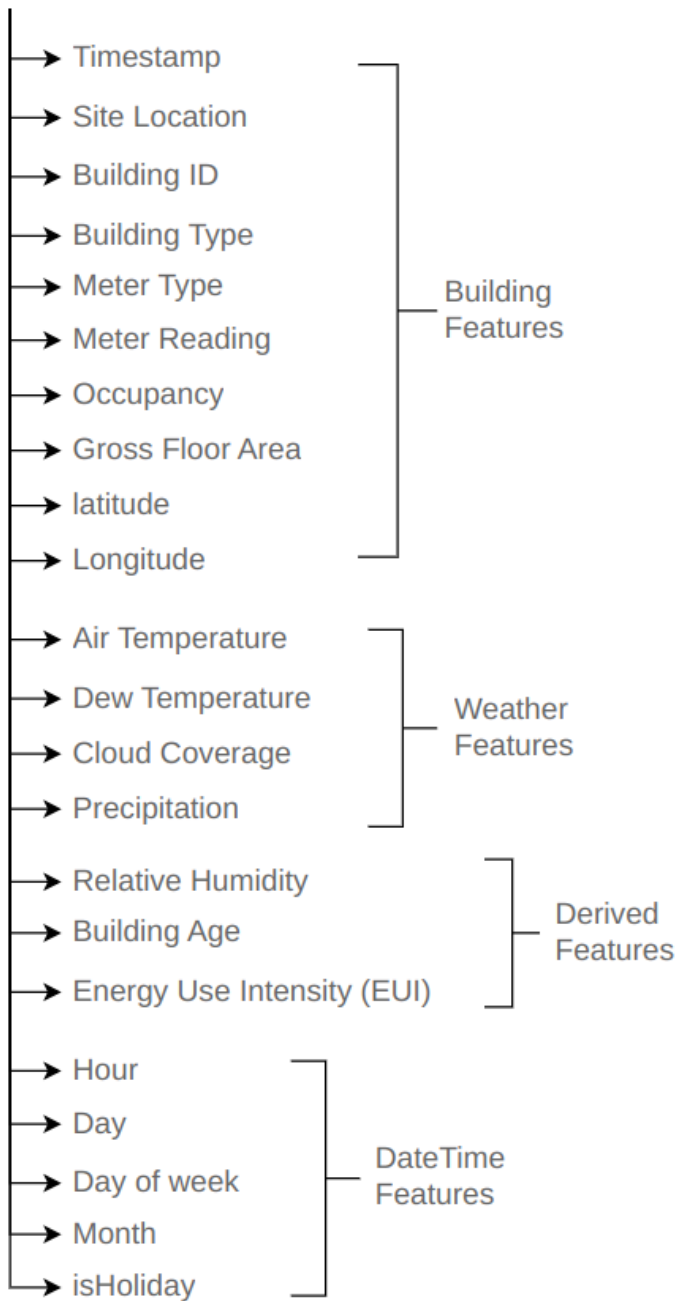 Timestamp
Site Location
Building ID
Building Type
Meter Type
Meter Reading
Occupancy
Gross Floor Area
latitude
Longitude
Building
Features
Air Temperature
Dew Temperature
Cloud Coverage
Precipitation
Weather
Features
Relative Humidity
Building Age
Energy Use Intensity (EUI)
Derived
Features
Hour
Day
Day of week
Month
isHoliday
DateTime
Features